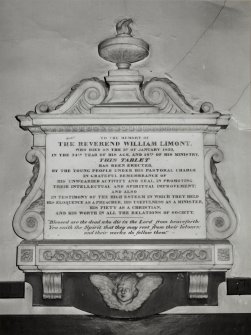 TO THE MEMORY OF
THE REVEREND WILLIAM LIMONT,
WHO DIED ON THE OF JANUARY
IN THE YEAR OF HIS AGE, AND OF HIS MINISTRY,
THIS TABLET
HAS BEEN ERECTED,
BY THE YOUNG PEOPLE UNDER HIS PASTORAL CHARGE
IN GRATEFUL REMEMBRANCE OF
HIS UNWEARIED ACTIVITY AND ZEAL IN PROMOTING
THEIR INTELLECTUAL AND SPIRITUAL IMPROVEMENT;
AND ALSO
IN TESTIMONY OF THE HIGH ESTEEM IN WHICH THEY HELD
HIS ELOQUENCE AS A PREACHER, HIS USEFULNESS AS A MINISTER,
HIS PIETY AS A CHRISTIAN,
AND HIS WORTH IN ALL THE RELATIONS OF SOCIETY.
"Blessed are the dead who die in the Lord from henceforth:
Yea saith the Spirit that they may rest from their labours;
and their works do follow them."